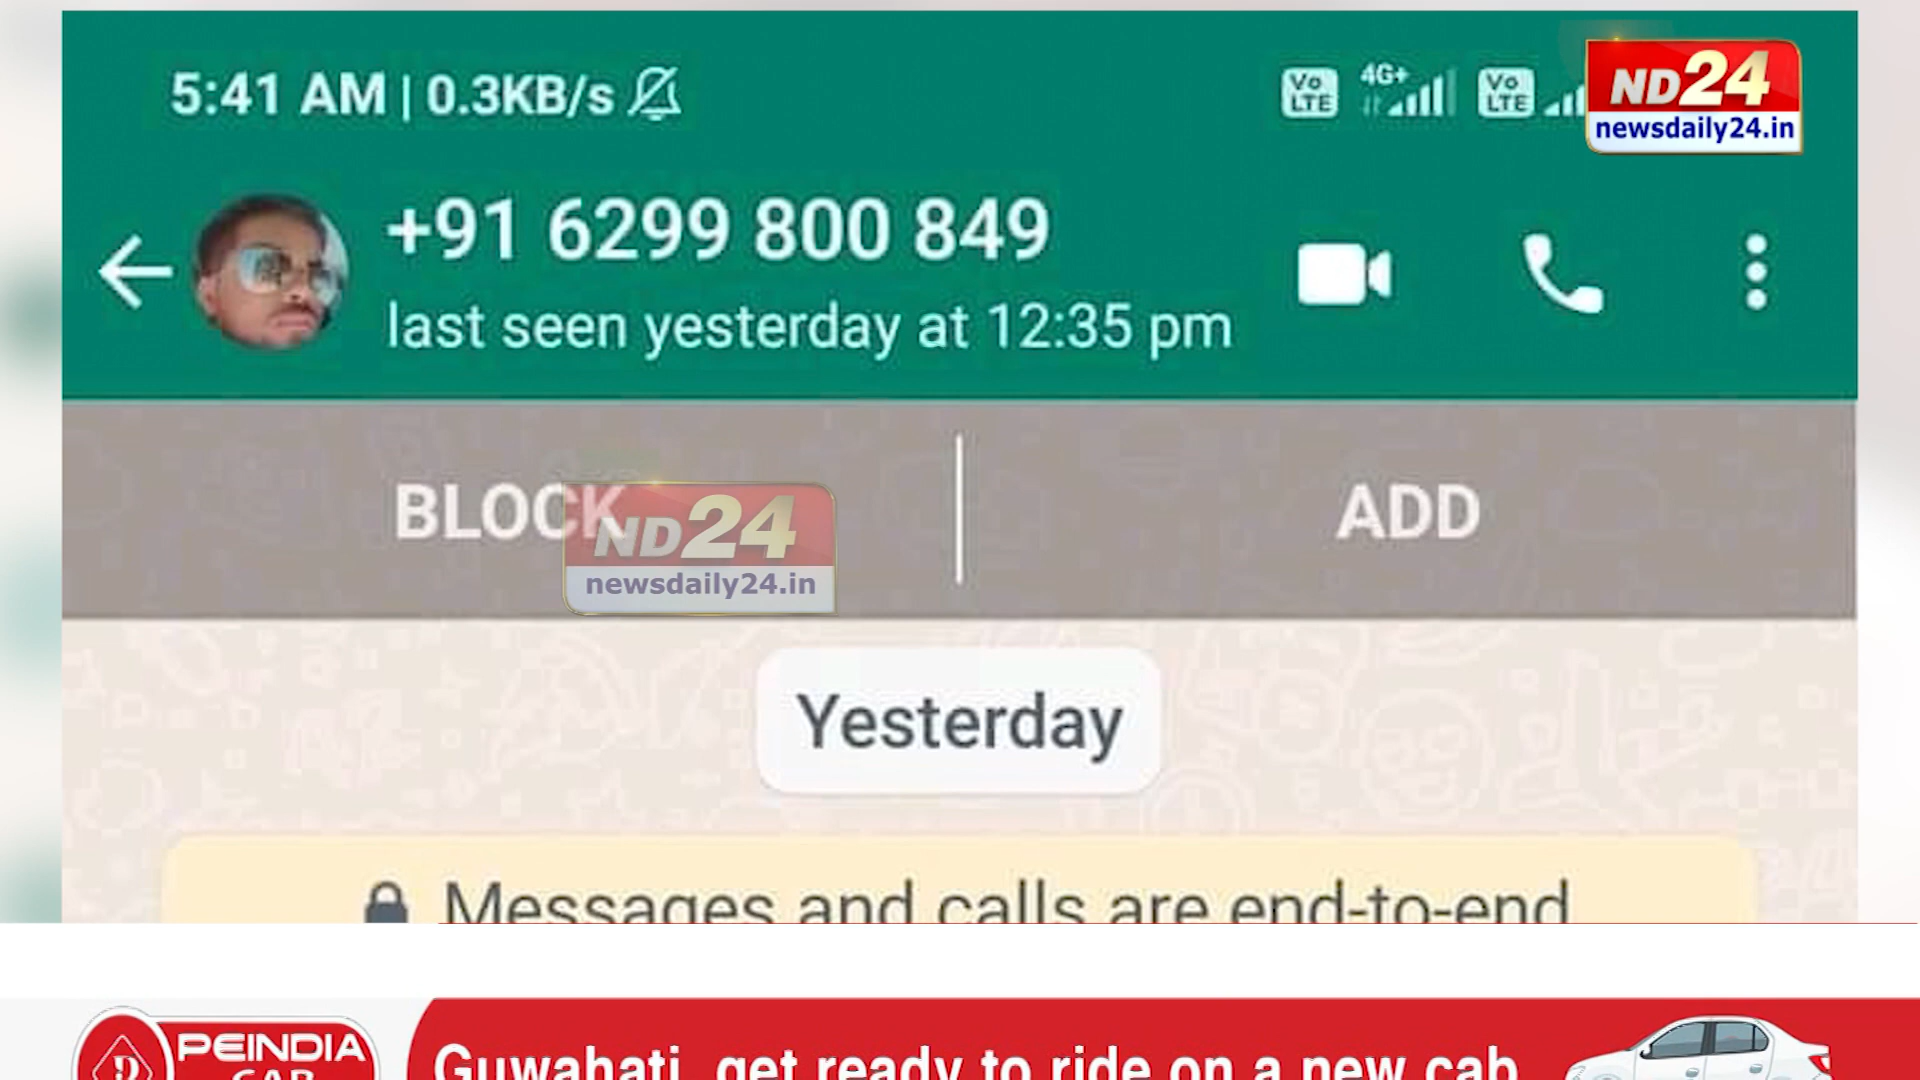 5:41 AM | 0.3KB/s
Vo LTE 4G+ Vo LTE
ND24
newsdaily24.in
+91 6299 800 849
last seen yesterday at 12:35 pm
BLOCK
ADD
ND24
newsdaily24.in
Yesterday
Messages and calls are end-to-end
PEINDIA
CAB
Guwahati, get ready to ride on a new cab